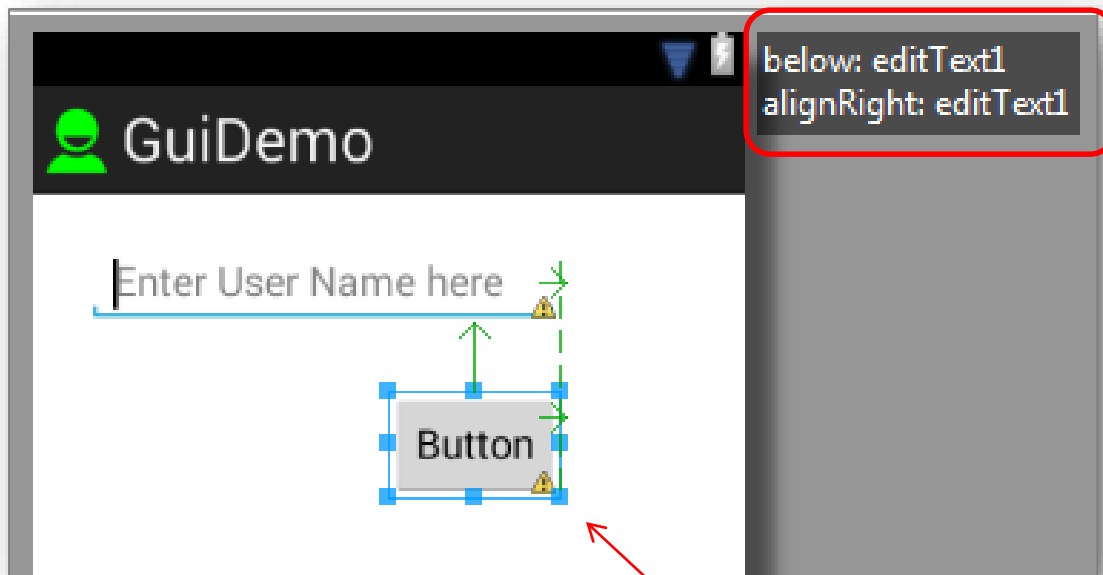 below: editText1
alignRight: editText1
GuiDemo
Enter User Name here
Button